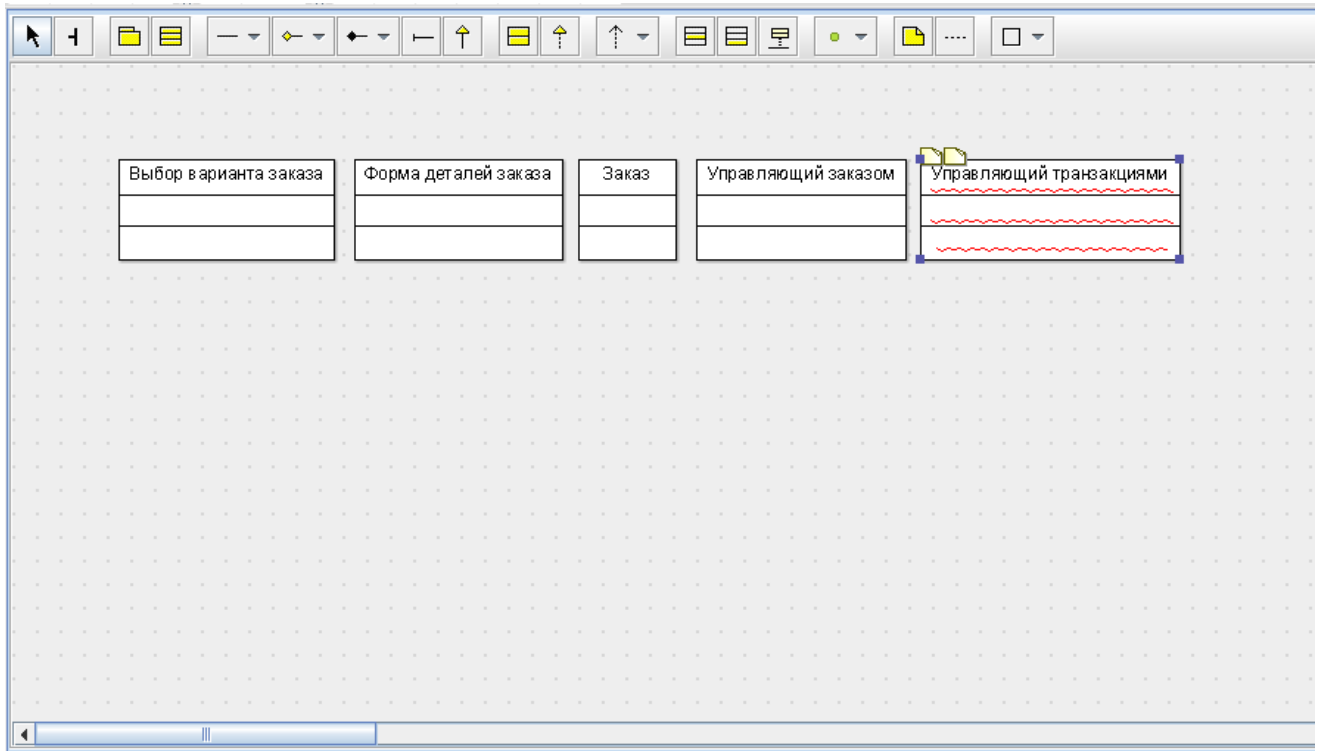 Выбор варианта заказа
Форма деталей заказа
Заказ
Управляющий заказом
Управляющий транзакциями